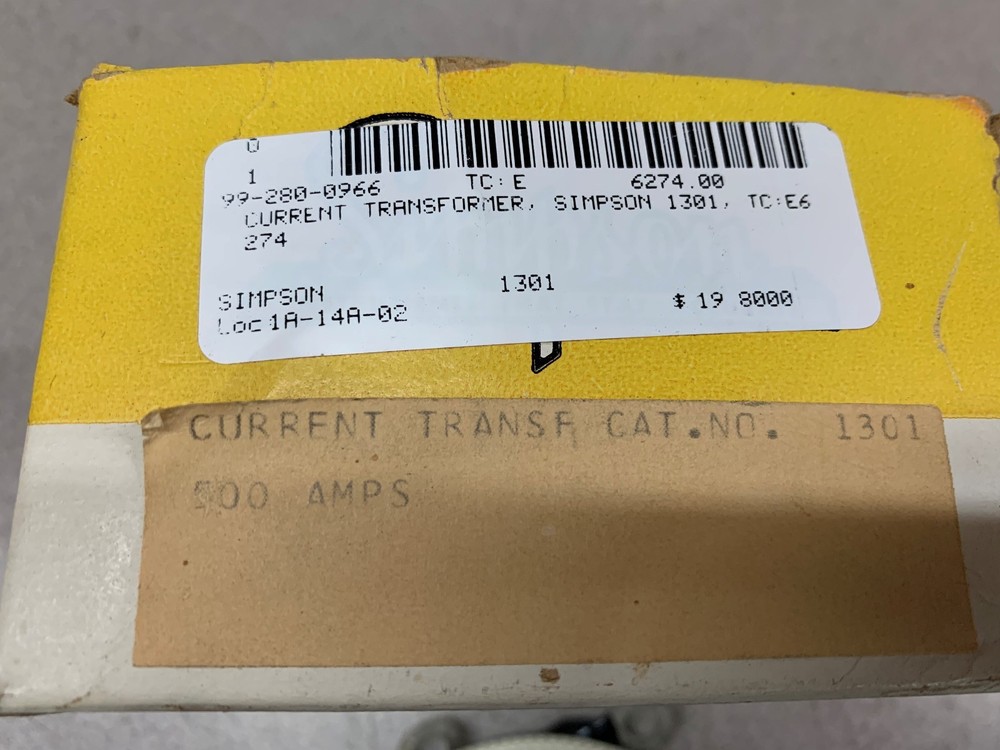 0
1
99-280-0966 TC:E 6274.00
CURRENT TRANSFORMER, SIMPSON 1301, TC:E6
274
SIMPSON 1301
Loc 1A-14A-02 $ 19 8000
CURRENT TRANSF CAT.NO. 1301
AMPS